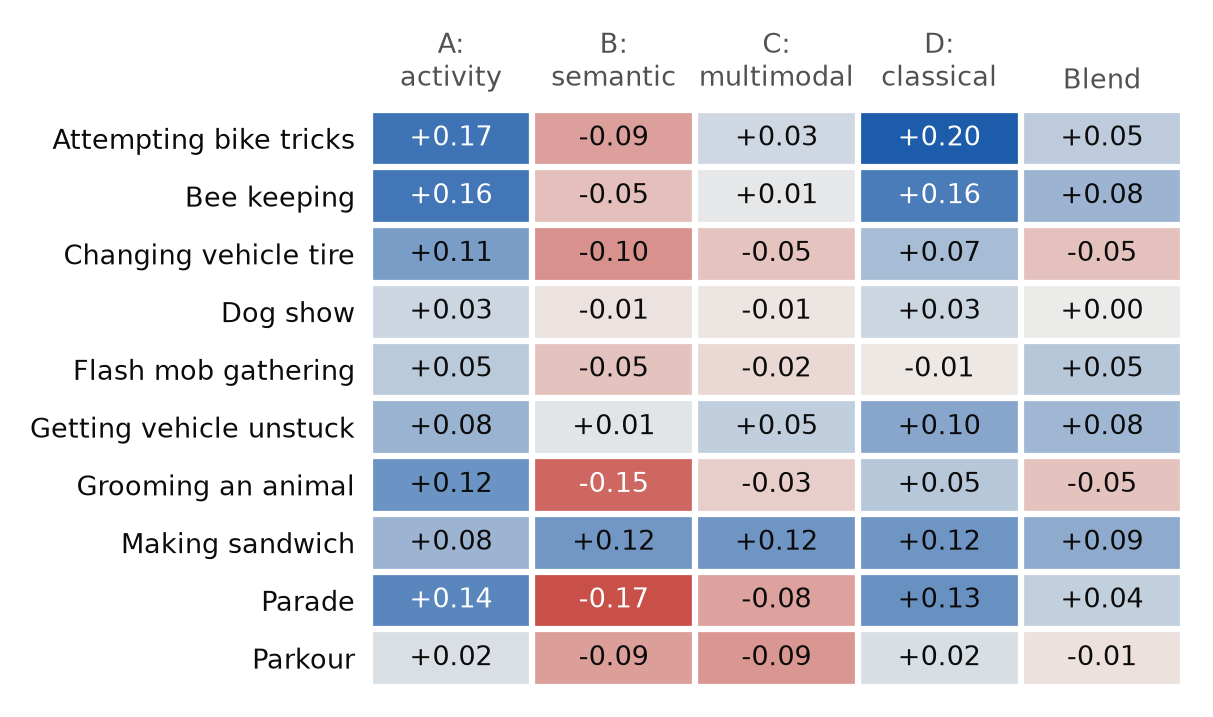 A: B: C: D:
activity semantic multimodal classical Blend
Attempting bike tricks +0.17 -0.09 +0.03 +0.20 +0.05
Bee keeping +0.16 -0.05 +0.01 +0.16 +0.08
Changing vehicle tire +0.11 -0.10 -0.05 +0.07 -0.05
Dog show +0.03 -0.01 -0.01 +0.03 +0.00
Flash mob gathering +0.05 -0.05 -0.02 -0.01 +0.05
Getting vehicle unstuck +0.08 +0.01 +0.05 +0.10 +0.08
Grooming an animal +0.12 -0.15 -0.03 +0.05 -0.05
Making sandwich +0.08 +0.12 +0.12 +0.12 +0.09
Parade +0.14 -0.17 -0.08 +0.13 +0.04
Parkour +0.02 -0.09 -0.09 +0.02 -0.01